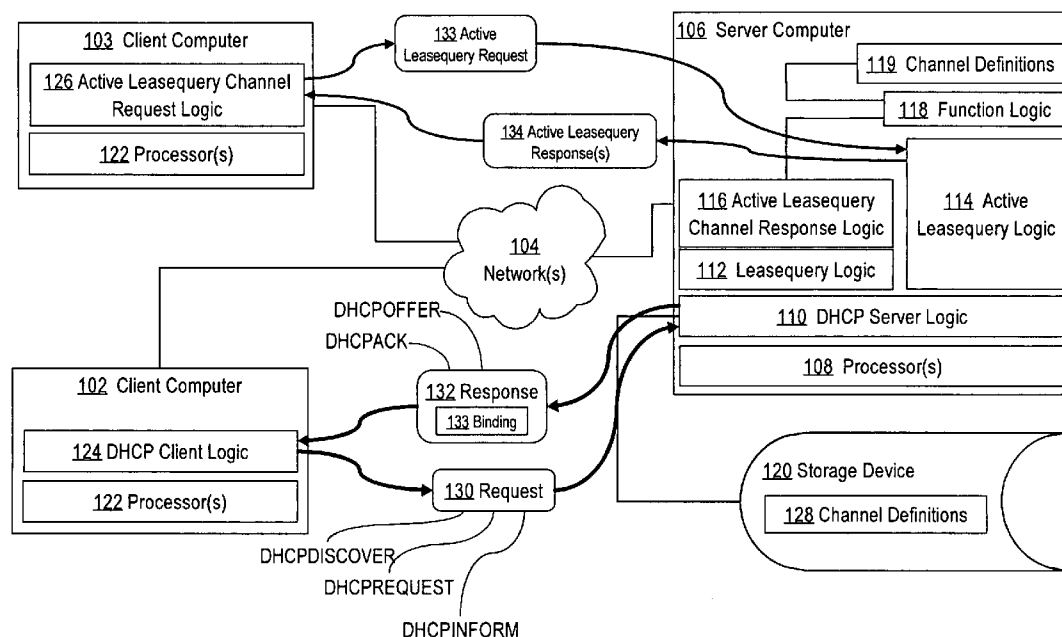 103 Client Computer
126 Active Leasequery Channel
Request Logic
122 Processor(s)
133 Active
Leasequery Request
134 Active Leasequery
Response(s)
106 Server Computer
119 Channel Definitions
118 Function Logic
116 Active Leasequery
Channel Response Logic
114 Active
Leasequery Logic
112 Leasequery Logic
110 DHCP Server Logic
108 Processor(s)
104
Network(s)
DHCPOFFER
DHCPACK
102 Client Computer
124 DHCP Client Logic
122 Processor(s)
132 Response
133 Binding
130 Request
DHCPDISCOVER
DHCPREQUEST
DHCPINFORM
120 Storage Device
128 Channel Definitions